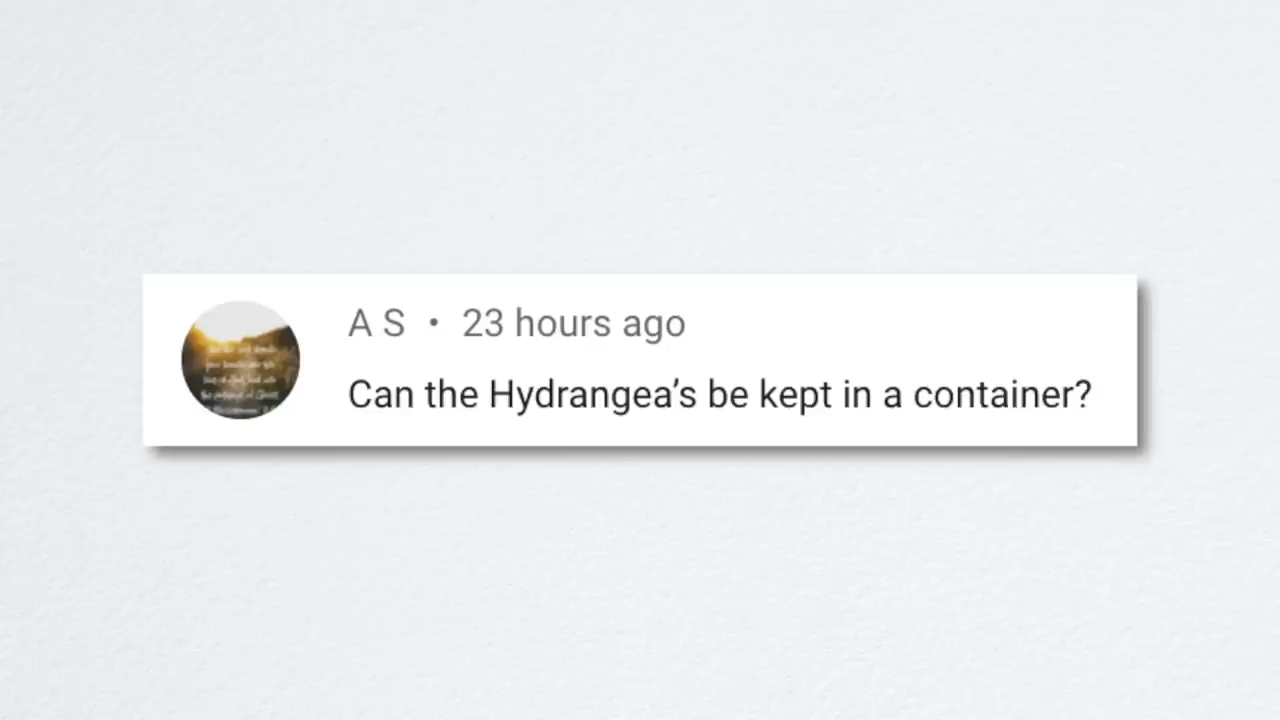 A S • 23 hours ago
Can the Hydrangea’s be kept in a container?